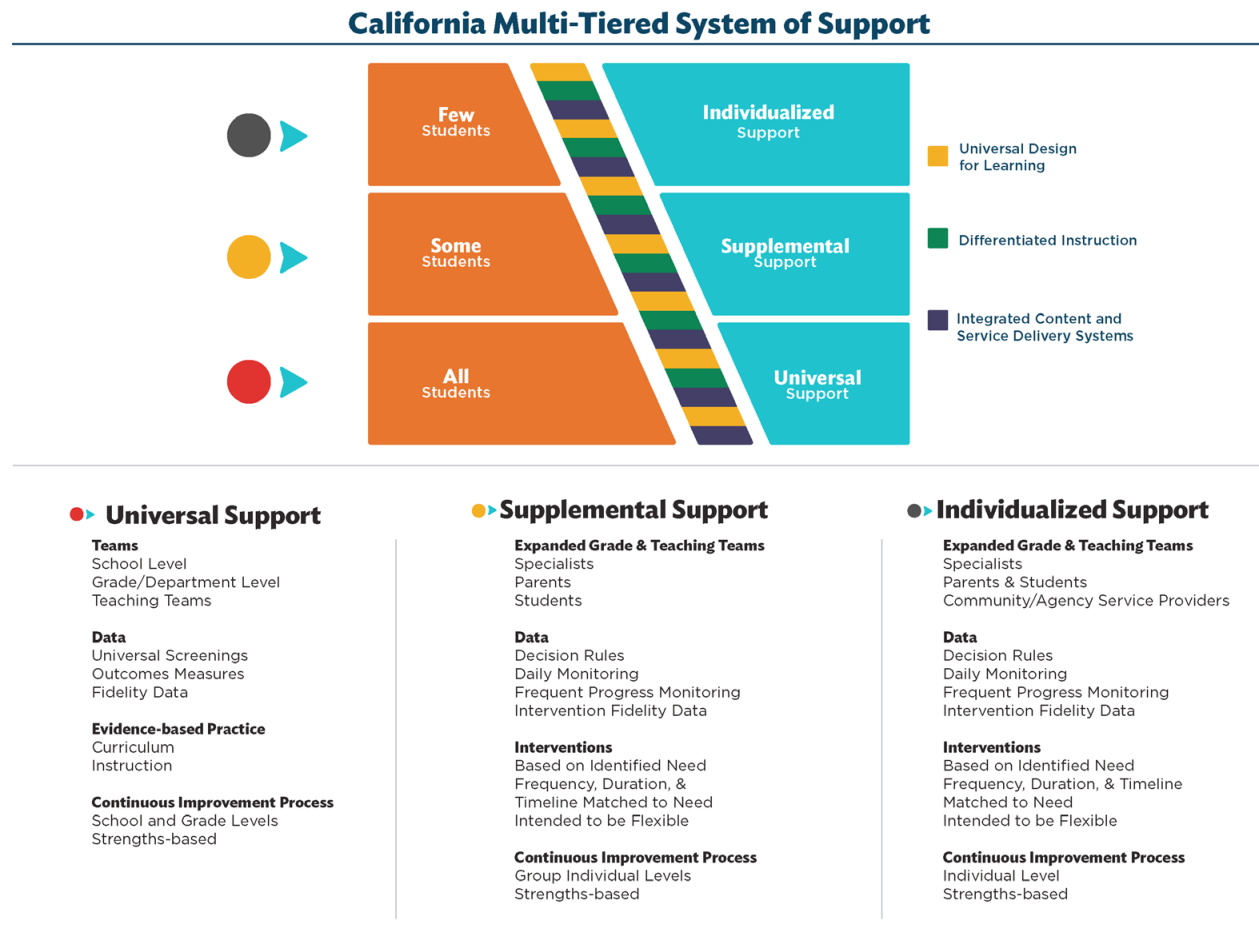 California Multi-Tiered System of Support
Few
Students
Individualized
Support
Universal Design
for Learning
Some
Students
Supplemental
Support
Differentiated Instruction
Integrated Content and
Service Delivery Systems
All
Students
Universal
Support
Universal Support
Teams
School Level
Grade/Department Level
Teaching Teams
Data
Universal Screenings
Outcomes Measures
Fidelity Data
Evidence-based Practice
Curriculum
Instruction
Continuous Improvement Process
School and Grade Levels
Strengths-based
Supplemental Support
Expanded Grade & Teaching Teams
Specialists
Parents
Students
Data
Decision Rules
Daily Monitoring
Frequent Progress Monitoring
Intervention Fidelity Data
Interventions
Based on Identified Need
Frequency, Duration, &
Timeline Matched to Need
Intended to be Flexible
Continuous Improvement Process
Group Individual Levels
Strengths-based
Individualized Support
Expanded Grade & Teaching Teams
Specialists
Parents & Students
Community/Agency Service Providers
Data
Decision Rules
Daily Monitoring
Frequent Progress Monitoring
Intervention Fidelity Data
Interventions
Based on Identified Need
Frequency, Duration, & Timeline
Matched to Need
Intended to be Flexible
Continuous Improvement Process
Individual Level
Strengths-based